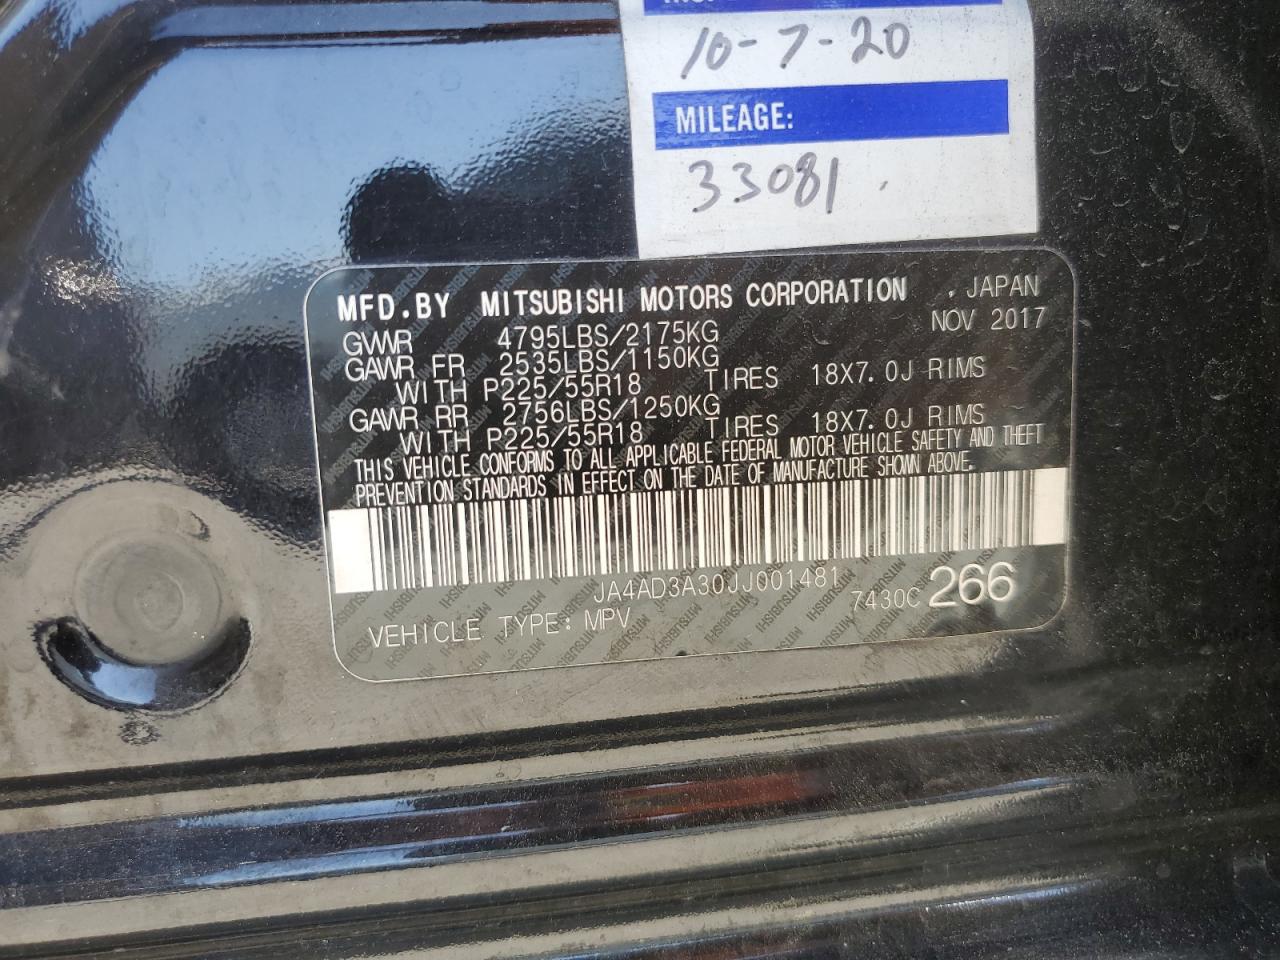 10-7-20
MILEAGE:
33081
MFD.BY MITSUBISHI MOTORS CORPORATION , JAPAN
NOV 2017
GVWR 4795LBS/2175KG
GAWR FR 2535LBS/1150KG
WITH P225/55R18 TIRES 18X7.0J RIMS
GAWR RR 2756LBS/1250KG
WITH P225/55R18 TIRES 18X7.0J RIMS
THIS VEHICLE CONFORMS TO ALL APPLICABLE FEDERAL MOTOR VEHICLE SAFETY AND THEFT
PREVENTION STANDARDS IN EFFECT ON THE DATE OF MANUFACTURE SHOWN ABOVE.
JA4AD3A30JJ001481
VEHICLE TYPE: MPV 7430C 266